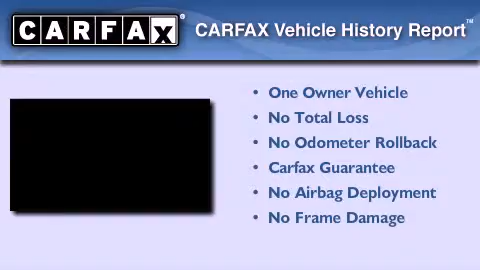 CARFAX® CARFAX Vehicle History Report™
• One Owner Vehicle
• No Total Loss
• No Odometer Rollback
• Carfax Guarantee
• No Airbag Deployment
• No Frame Damage